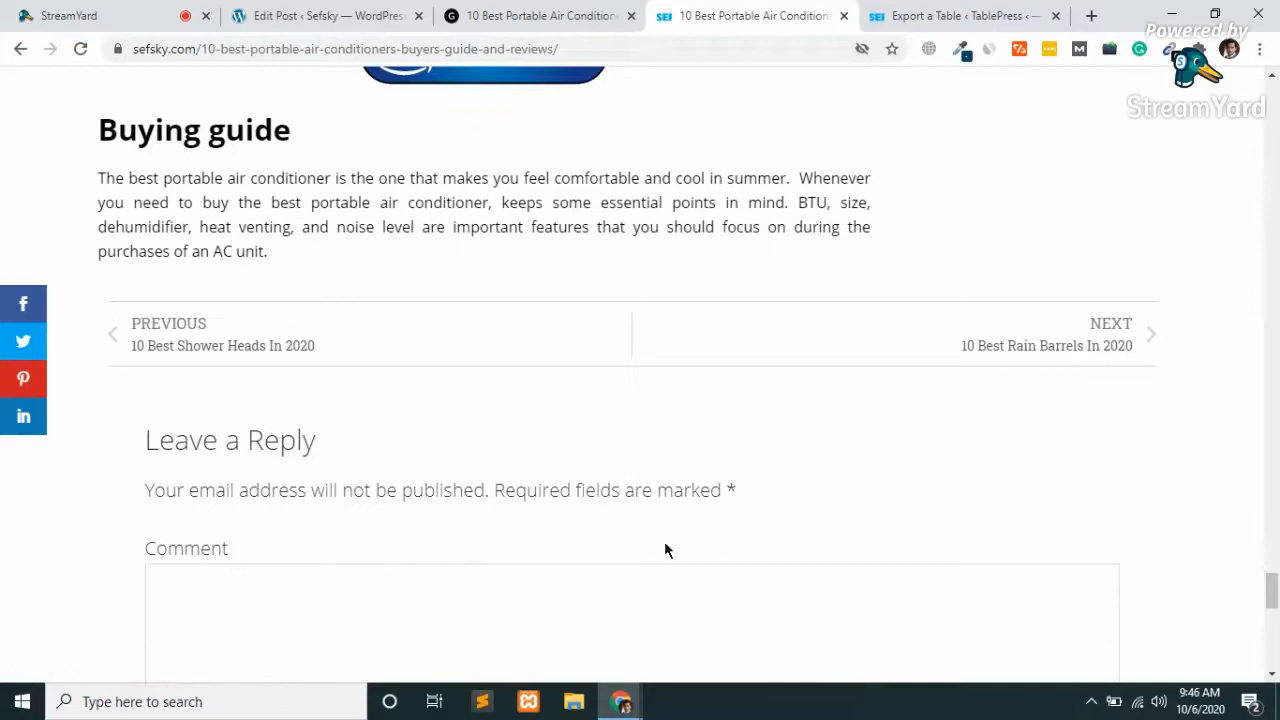 StreamYard
Edit Post ‹ Sefsky — WordPress
10 Best Portable Air Condition
10 Best Portable Air Condition
Export a Table ‹ TablePress ‹ —
sefsky.com/10-best-portable-air-conditioners-buyers-guide-and-reviews/
Powered by
StreamYard
Buying guide
The best portable air conditioner is the one that makes you feel comfortable and cool in summer. Whenever
you need to buy the best portable air conditioner, keeps some essential points in mind. BTU, size,
dehumidifier, heat venting, and noise level are important features that you should focus on during the
purchases of an AC unit.
PREVIOUS
10 Best Shower Heads In 2020
NEXT
10 Best Rain Barrels In 2020
Leave a Reply
Your email address will not be published. Required fields are marked *
Comment
Type here to search
9:46 AM
10/6/2020
2